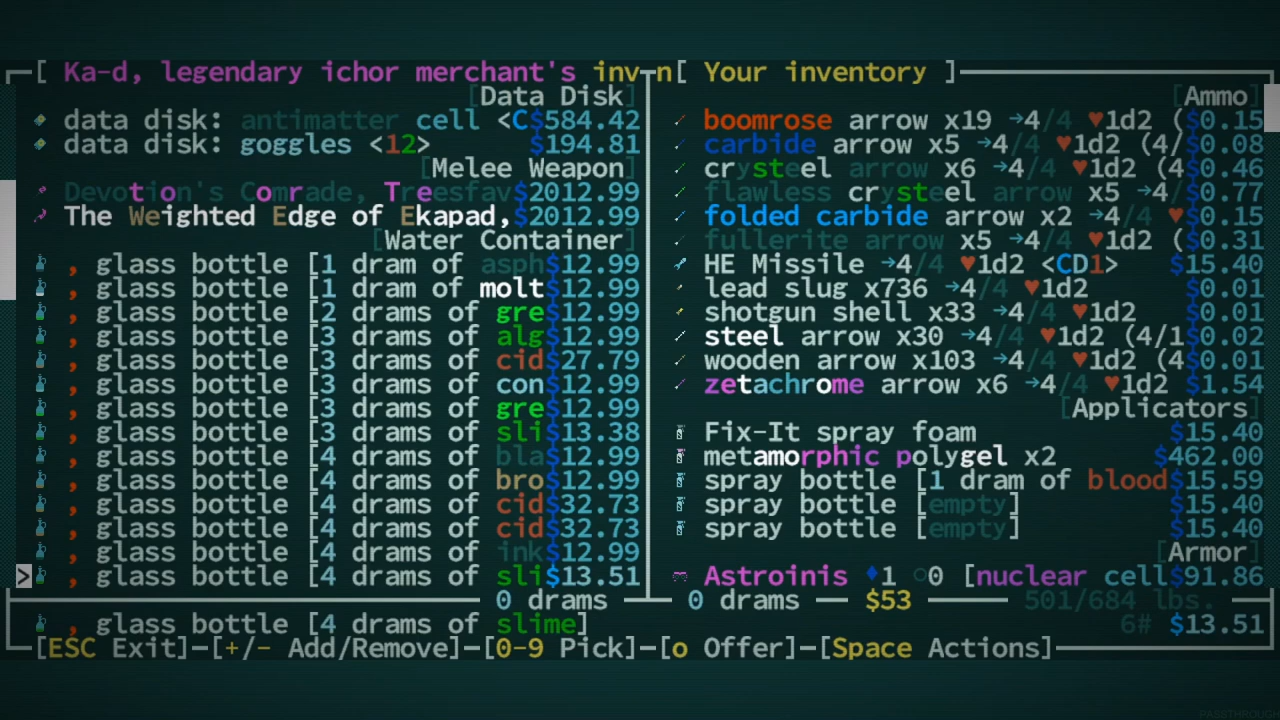 [ Ka-d, legendary ichor merchant's inv
[Data Disk]
data disk: antimatter cell <C $584.42
data disk: goggles <12> $194.81
[Melee Weapon]
Devotion's Comrade, Treesfav $2012.99
The Weighted Edge of Ekapad, $2012.99
[Water Container]
, glass bottle [1 dram of asph $12.99
, glass bottle [1 dram of molt $12.99
, glass bottle [2 drams of gre $12.99
, glass bottle [3 drams of alg $12.99
, glass bottle [3 drams of cid $27.79
, glass bottle [3 drams of con $12.99
, glass bottle [3 drams of gre $12.99
, glass bottle [3 drams of sli $13.38
, glass bottle [4 drams of bla $12.99
, glass bottle [4 drams of bro $12.99
, glass bottle [4 drams of cid $32.73
, glass bottle [4 drams of cid $32.73
, glass bottle [4 drams of ink $12.99
> , glass bottle [4 drams of sli $13.51
0 drams
n[ Your inventory ]
[Ammo]
boomrose arrow x19 →4/4 ♥1d2 ( $0.15
carbide arrow x5 →4/4 ♥1d2 (4/ $0.08
crysteel arrow x6 →4/4 ♥1d2 (4 $0.46
flawless crysteel arrow x5 →4/ $0.77
folded carbide arrow x2 →4/4 ♥ $0.15
fullerite arrow x5 →4/4 ♥1d2 ( $0.31
HE Missile →4/4 ♥1d2 <CD1> $15.40
lead slug x736 →4/4 ♥1d2 $0.01
shotgun shell x33 →4/4 ♥1d2 $0.01
steel arrow x30 →4/4 ♥1d2 (4/1 $0.02
wooden arrow x103 →4/4 ♥1d2 (4 $0.01
zetachrome arrow x6 →4/4 ♥1d2 $1.54
[Applicators]
Fix-It spray foam $15.40
metamorphic polygel x2 $462.00
spray bottle [1 dram of blood $15.59
spray bottle [empty] $15.40
spray bottle [empty] $15.40
[Armor]
Astroinis ♦1 ○0 [nuclear cell $91.86
0 drams — $53 — 501/684 lbs.
, glass bottle [4 drams of slime] 6# $13.51
[ESC Exit]—[+/- Add/Remove]—[0-9 Pick]—[o Offer]—[Space Actions]